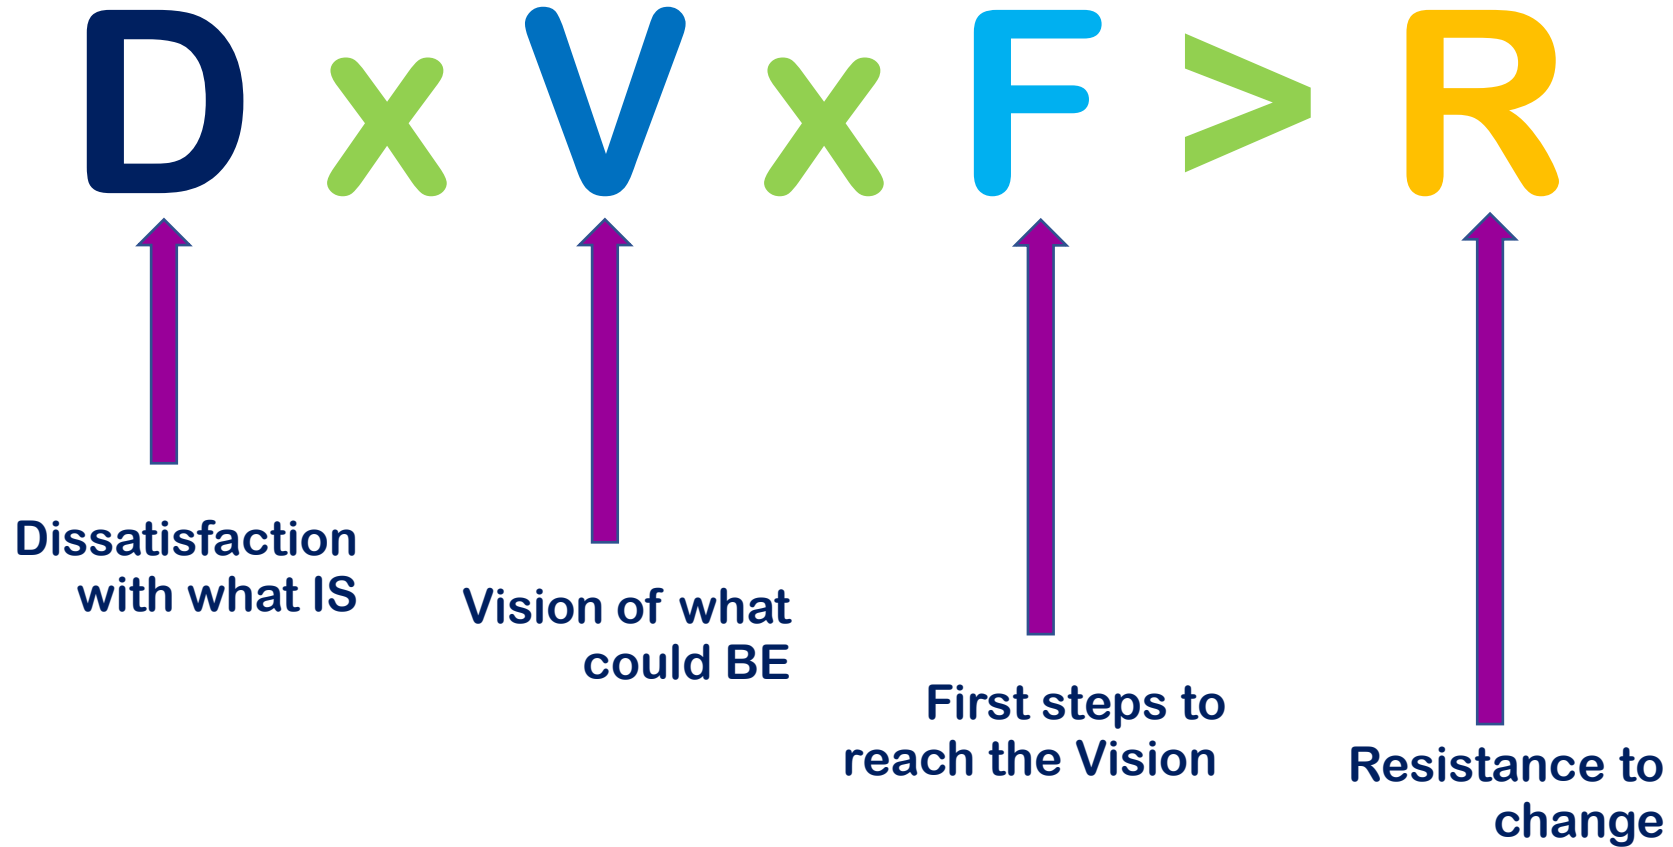 D x V x F > R
Dissatisfaction
with what IS
Vision of what
could BE
First steps to
reach the Vision
Resistance to
change